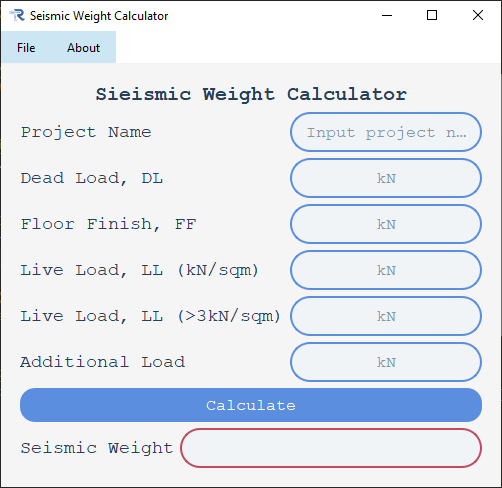 Seismic Weight Calculator
File About
Sieismic Weight Calculator
Project Name Input project n…
Dead Load, DL kN
Floor Finish, FF kN
Live Load, LL (kN/sqm) kN
Live Load, LL (>3kN/sqm) kN
Additional Load kN
Calculate
Seismic Weight